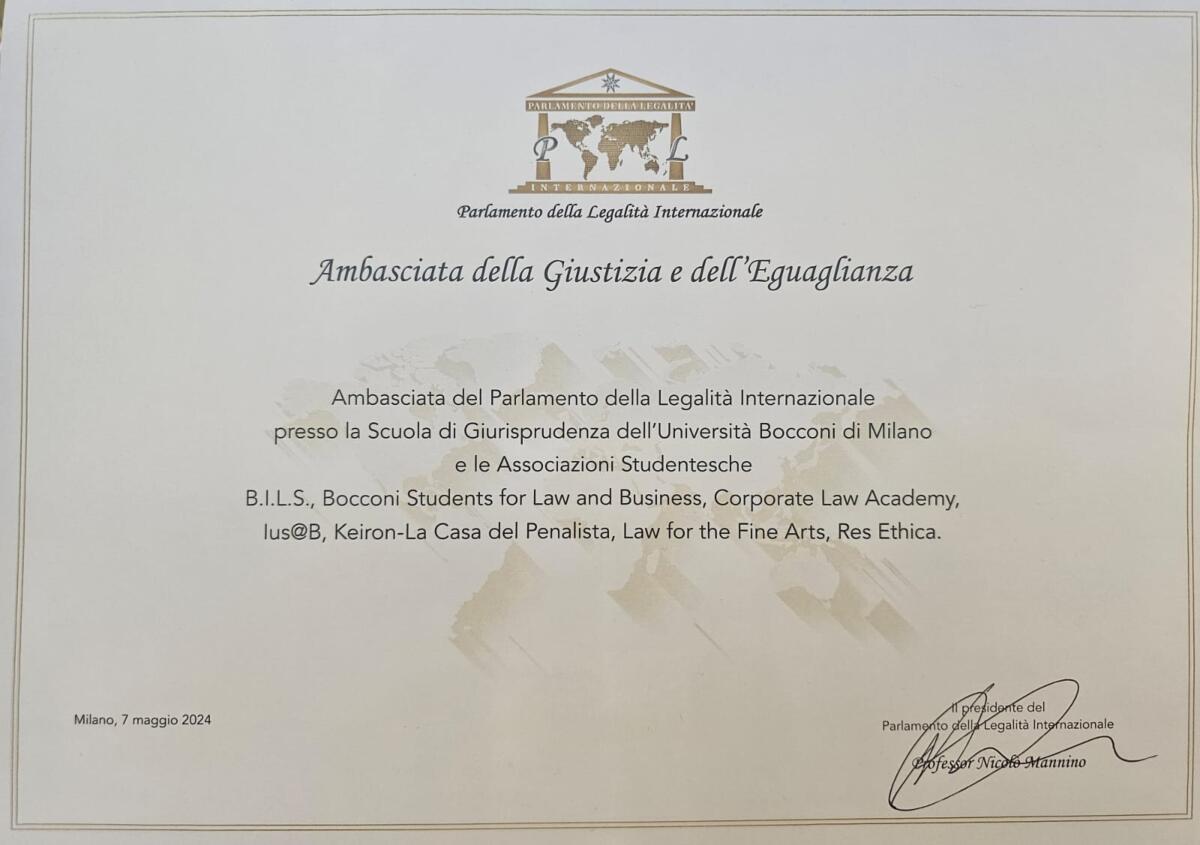 PARLAMENTO DELLA LEGALITA'
P L
INTERNAZIONALE
Parlamento della Legalità Internazionale
Ambasciata della Giustizia e dell'Eguaglianza
Ambasciata del Parlamento della Legalità Internazionale
presso la Scuola di Giurisprudenza dell'Università Bocconi di Milano
e le Associazioni Studentesche
B.I.L.S., Bocconi Students for Law and Business, Corporate Law Academy,
Ius@B, Keiron-La Casa del Penalista, Law for the Fine Arts, Res Ethica.
Milano, 7 maggio 2024
Il presidente del
Parlamento della Legalità Internazionale
Professor Nicolò Mannino